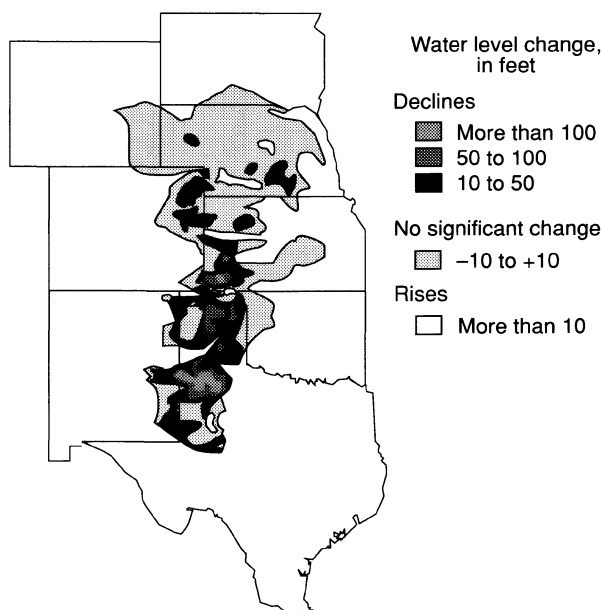 Water level change,
in feet
Declines
More than 100
50 to 100
10 to 50
No significant change
−10 to +10
Rises
More than 10